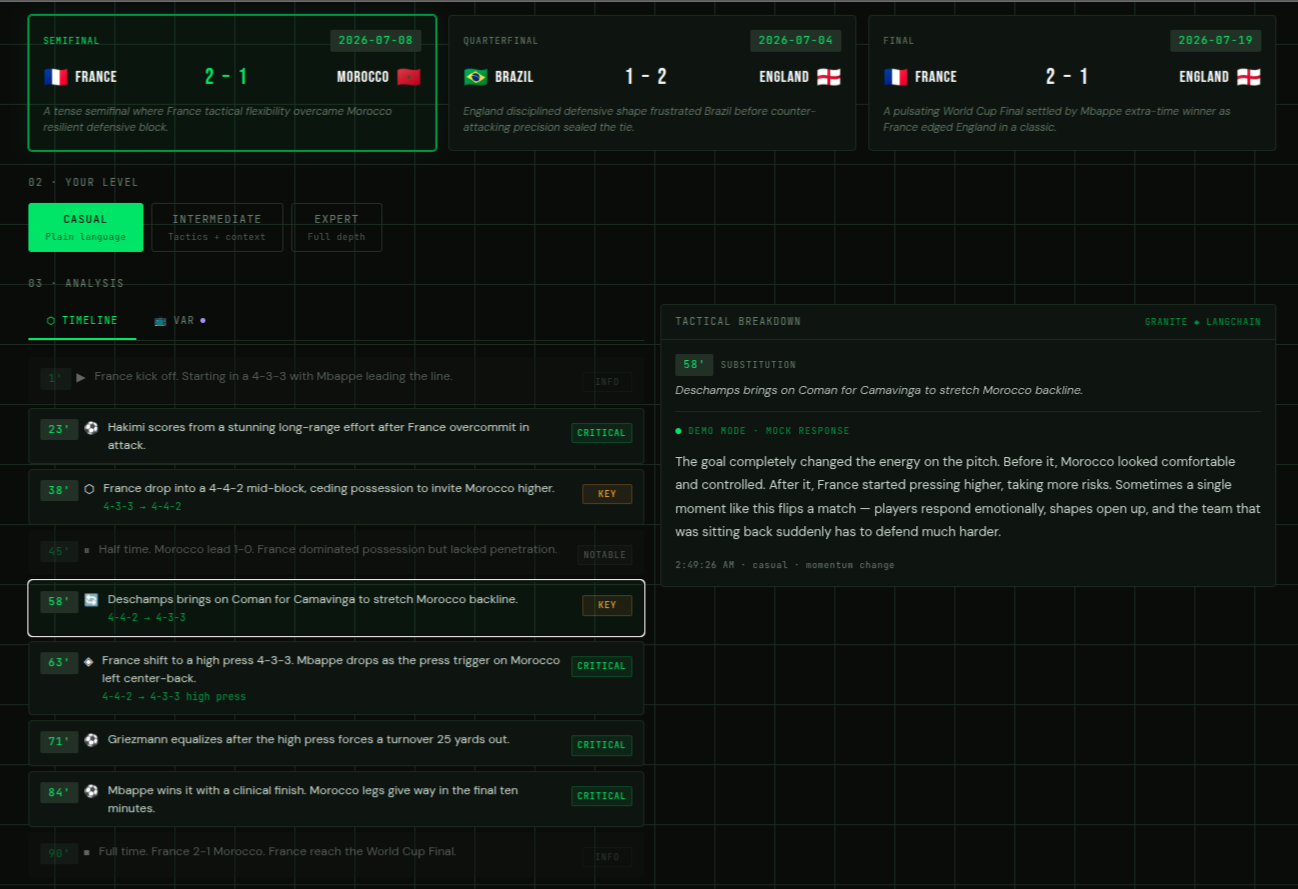 SEMIFINAL
2026-07-08
FRANCE
2 - 1
MOROCCO
A tense semifinal where France tactical flexibility overcame Morocco
resilient defensive block.
QUARTERFINAL
2026-07-04
BRAZIL
1 - 2
ENGLAND
England disciplined defensive shape frustrated Brazil before counter-
attacking precision sealed the tie.
FINAL
2026-07-19
FRANCE
2 - 1
ENGLAND
A pulsating World Cup Final settled by Mbappe extra-time winner as
France edged England in a classic.
02 · YOUR LEVEL
CASUAL
Plain language
INTERMEDIATE
Tactics + context
EXPERT
Full depth
03 · ANALYSIS
⬡ TIMELINE
📺 VAR
1' ▶ France kick off. Starting in a 4-3-3 with Mbappe leading the line.
INFO
23' ⚽ Hakimi scores from a stunning long-range effort after France overcommit in
attack.
CRITICAL
38' ⬡ France drop into a 4-4-2 mid-block, ceding possession to invite Morocco higher.
4-3-3 → 4-4-2
KEY
45' ⏹ Half time. Morocco lead 1-0. France dominated possession but lacked penetration.
NOTABLE
58' 🔄 Deschamps brings on Coman for Camavinga to stretch Morocco backline.
4-4-2 → 4-3-3
KEY
63' ◈ France shift to a high press 4-3-3. Mbappe drops as the press trigger on Morocco
left center-back.
4-4-2 → 4-3-3 high press
CRITICAL
71' ⚽ Griezmann equalizes after the high press forces a turnover 25 yards out.
CRITICAL
84' ⚽ Mbappe wins it with a clinical finish. Morocco legs give way in the final ten
minutes.
CRITICAL
90' ⏹ Full time. France 2-1 Morocco. France reach the World Cup Final.
INFO
TACTICAL BREAKDOWN
GRANITE ◆ LANGCHAIN
58' SUBSTITUTION
Deschamps brings on Coman for Camavinga to stretch Morocco backline.
● DEMO MODE · MOCK RESPONSE
The goal completely changed the energy on the pitch. Before it, Morocco looked comfortable
and controlled. After it, France started pressing higher, taking more risks. Sometimes a single
moment like this flips a match — players respond emotionally, shapes open up, and the team that
was sitting back suddenly has to defend much harder.
2:49:26 AM · casual · momentum change